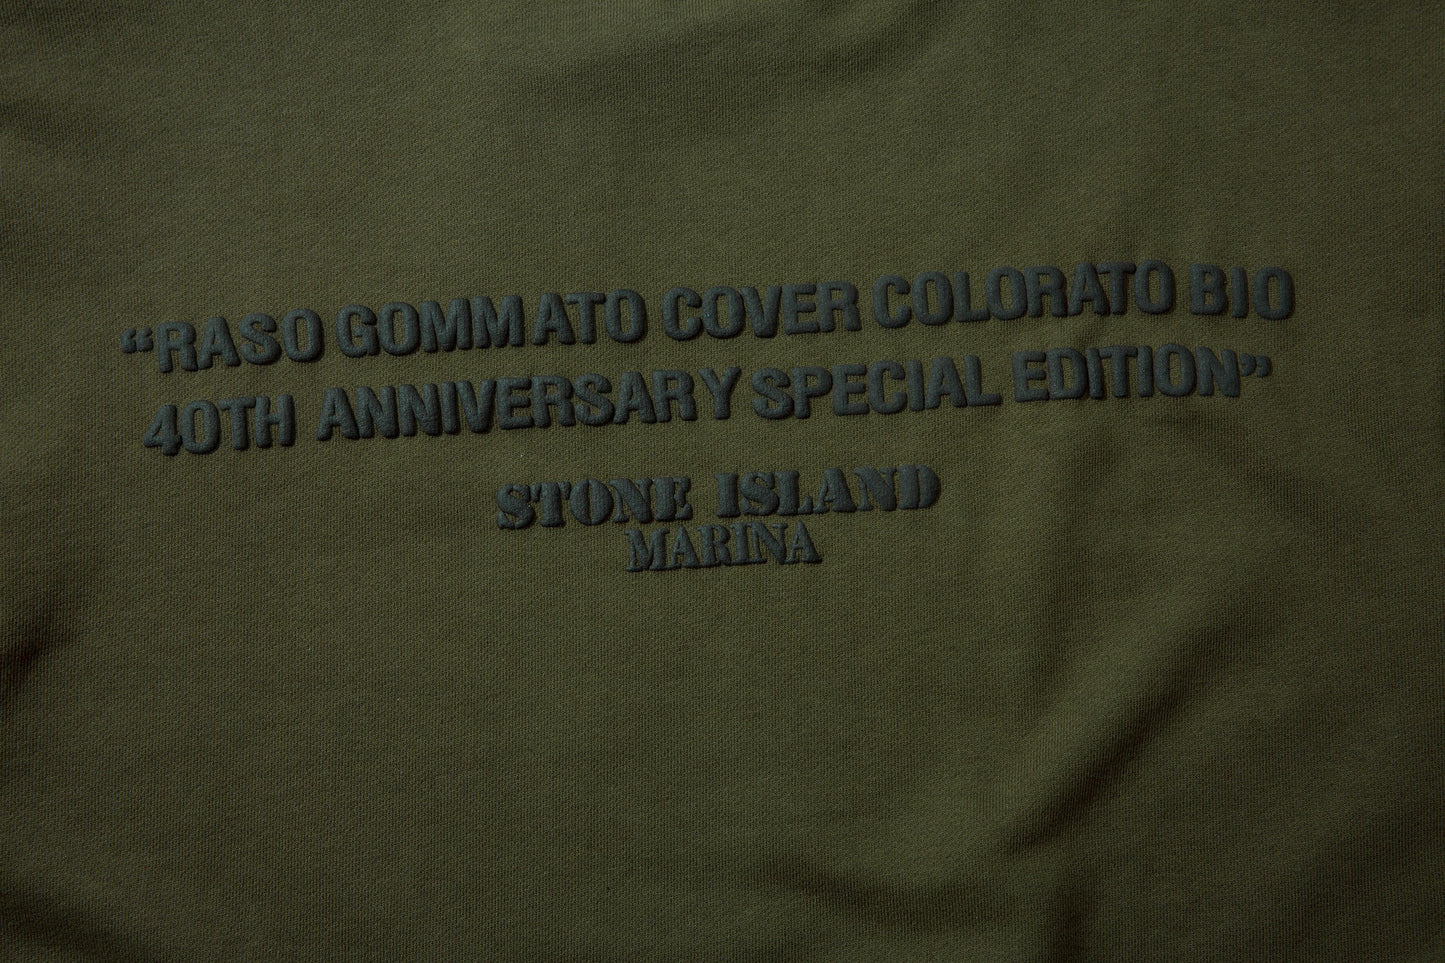 “RASO GOMMATO COVER COLORATO BIO
40TH ANNIVERSARY SPECIAL EDITION”
STONE ISLAND
MARINA